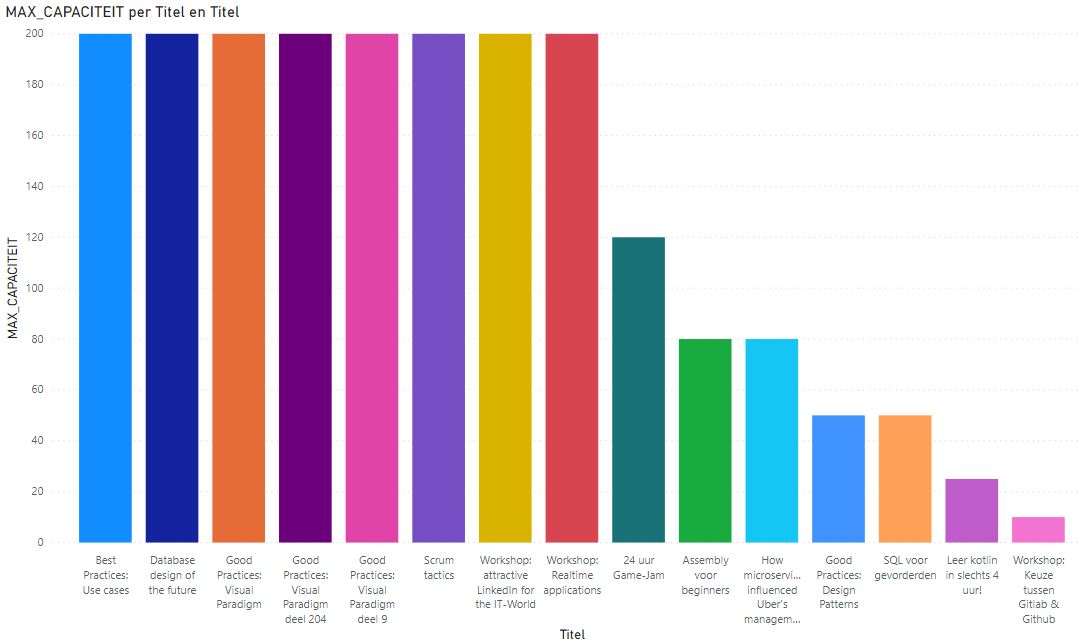 MAX_CAPACITEIT per Titel en Titel
MAX_CAPACITEIT
200
180
160
140
120
100
80
60
40
20
0
Best
Practices:
Use cases
Database
design of
the future
Good
Practices:
Visual
Paradigm
Good
Practices:
Visual
Paradigm
deel 204
Good
Practices:
Visual
Paradigm
deel 9
Scrum
tactics
Workshop:
attractive
LinkedIn for
the IT-World
Workshop:
Realtime
applications
24 uur
Game-Jam
Assembly
voor
beginners
How
microservi...
influenced
Uber's
managem...
Good
Practices:
Design
Patterns
SQL voor
gevorderden
Leer kotlin
in slechts 4
uur!
Workshop:
Keuze
tussen
Gitlab &
Github
Titel